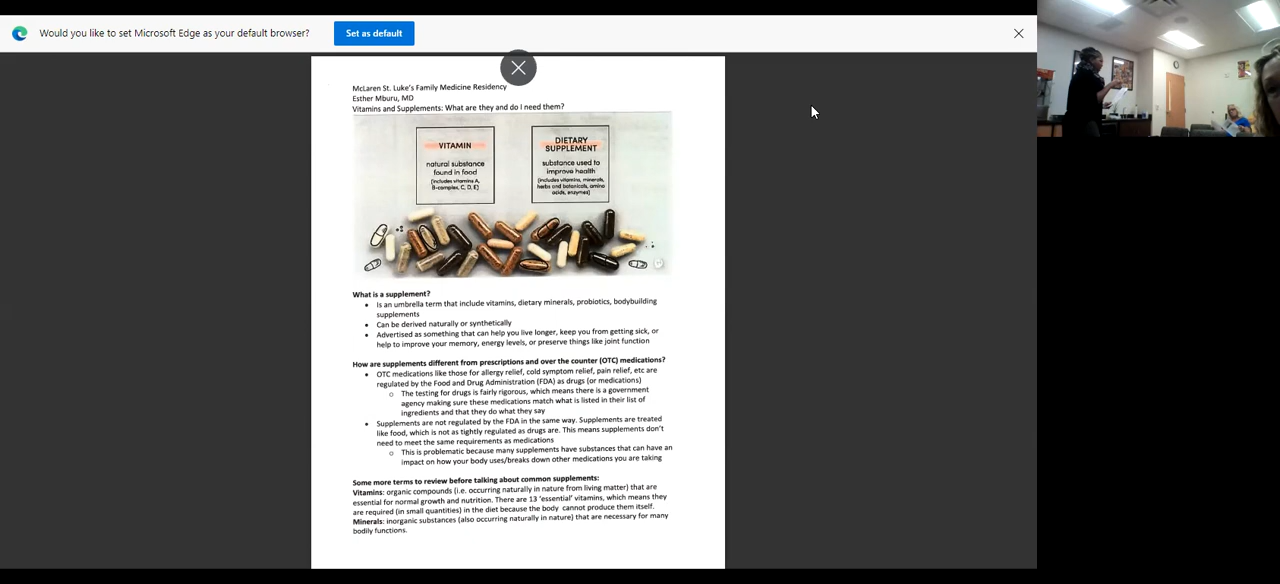 Would you like to set Microsoft Edge as your default browser?
Set as default
McLaren St. Luke's Family Medicine Residency
Esther Mburu, MD
Vitamins and Supplements: What are they and do I need them?
VITAMIN
natural substance
found in food
(includes vitamins A,
B-complex, C, D, E)
DIETARY
SUPPLEMENT
substance used to
improve health
(includes vitamins, minerals,
herbs and botanicals, amino
acids, enzymes)
What is a supplement?
• Is an umbrella term that include vitamins, dietary minerals, probiotics, bodybuilding
supplements
• Can be derived naturally or synthetically
• Advertised as something that can help you live longer, keep you from getting sick, or
help to improve your memory, energy levels, or preserve things like joint function
How are supplements different from prescriptions and over the counter (OTC) medications?
• OTC medications like those for allergy relief, cold symptom relief, pain relief, etc are
regulated by the Food and Drug Administration (FDA) as drugs (or medications)
o The testing for drugs is fairly rigorous, which means there is a government
agency making sure these medications match what is listed in their list of
ingredients and that they do what they say
• Supplements are not regulated by the FDA in the same way. Supplements are treated
like food, which is not as tightly regulated as drugs are. This means supplements don't
need to meet the same requirements as medications
o This is problematic because many supplements have substances that can have an
impact on how your body uses/breaks down other medications you are taking
Some more terms to review before talking about common supplements:
Vitamins: organic compounds (i.e. occurring naturally in nature from living matter) that are
essential for normal growth and nutrition. There are 13 'essential' vitamins, which means they
are required (in small quantities) in the diet because the body cannot produce them itself.
Minerals: inorganic substances (also occurring naturally in nature) that are necessary for many
bodily functions.